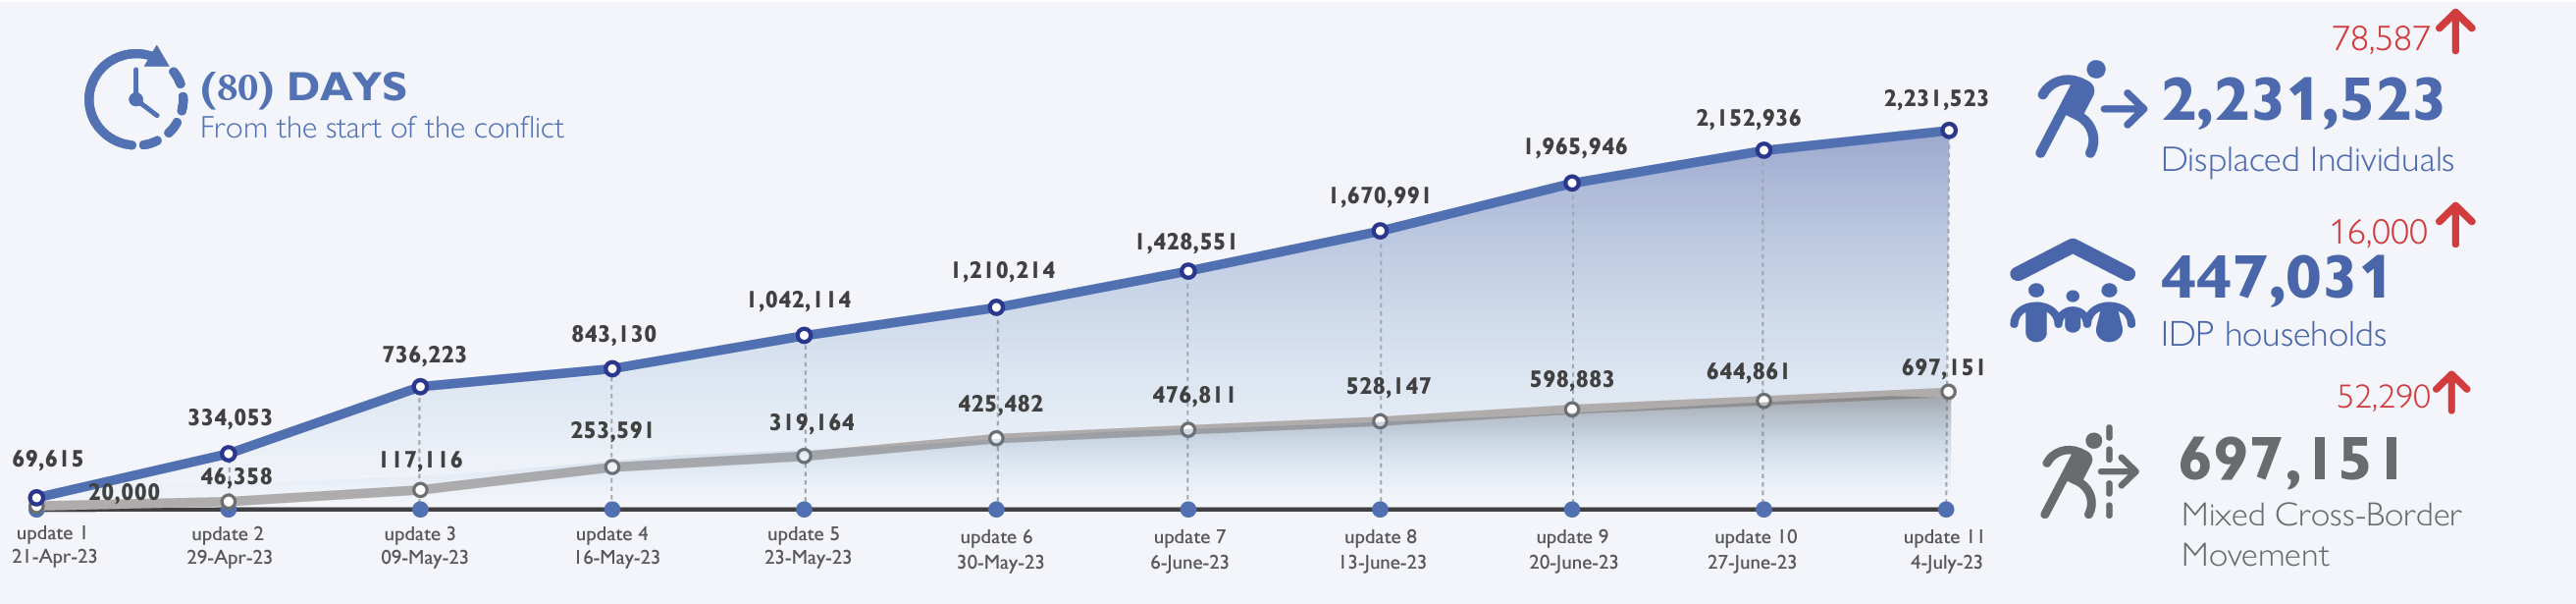 (80) DAYS
From the start of the conflict
69,615
334,053
736,223
843,130
1,042,114
1,210,214
1,428,551
1,670,991
1,965,946
2,152,936
2,231,523
20,000
46,358
117,116
253,591
319,164
425,482
476,811
528,147
598,883
644,861
697,151
update 1
21-Apr-23
update 2
29-Apr-23
update 3
09-May-23
update 4
16-May-23
update 5
23-May-23
update 6
30-May-23
update 7
6-June-23
update 8
13-June-23
update 9
20-June-23
update 10
27-June-23
update 11
4-July-23
78,587
2,231,523
Displaced Individuals
16,000
447,031
IDP households
52,290
697,151
Mixed Cross-Border
Movement